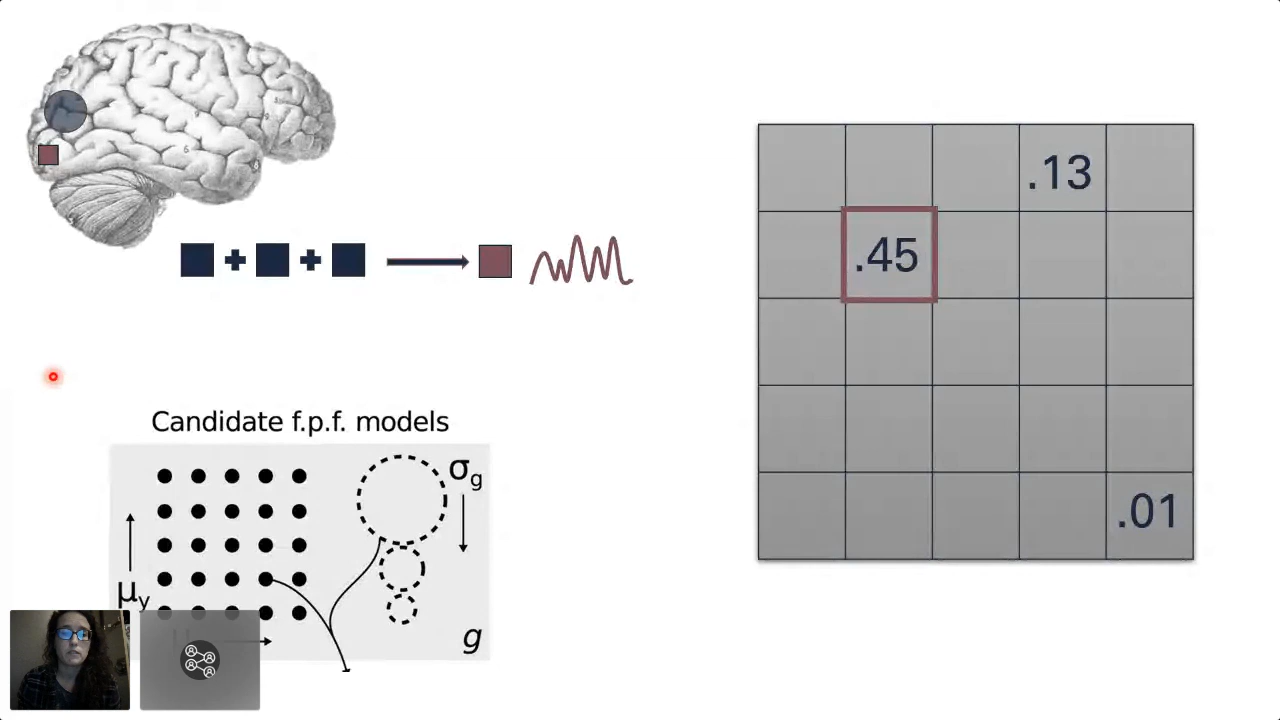 .13
.45
.01
Candidate f.p.f. models
σg
μy
g